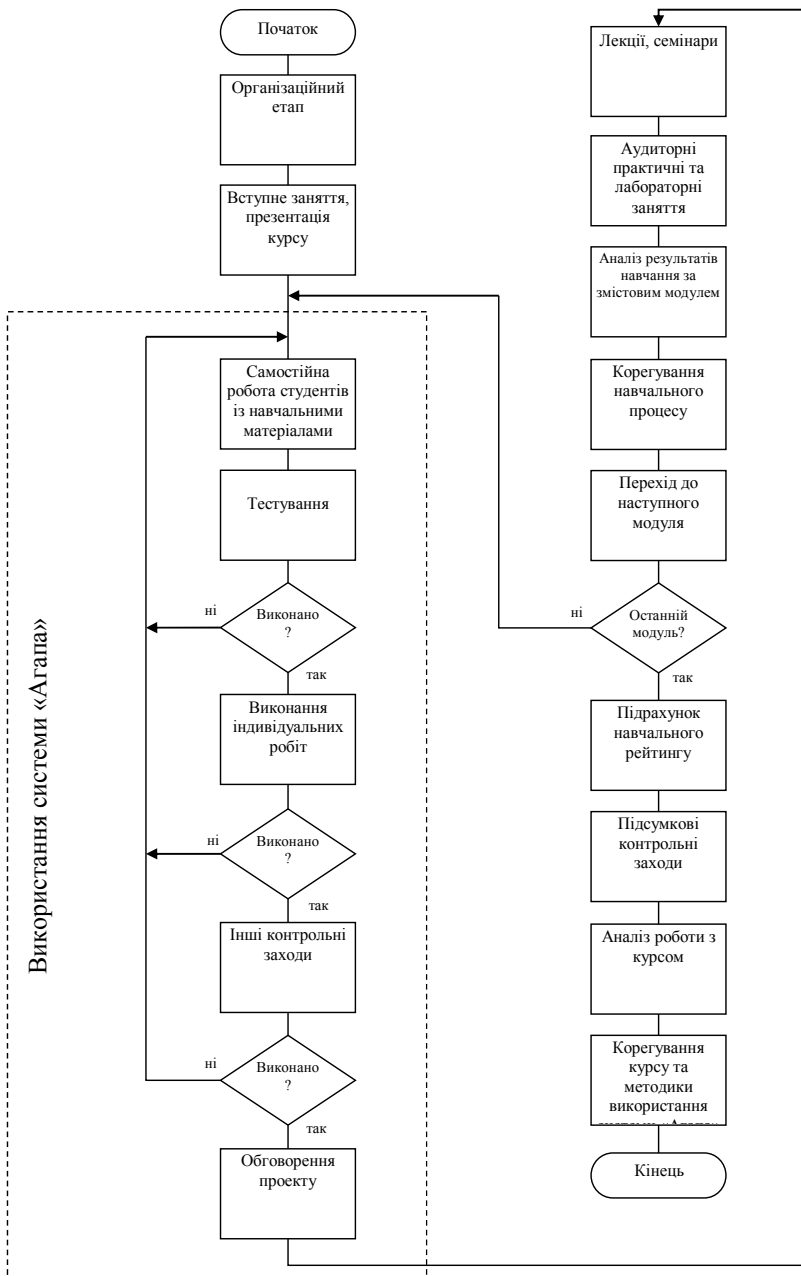 Початок
Організаційний
етап
Вступне заняття,
презентація
курсу
Використання системи «Агапа»
Самостійна
робота студентів
із навчальними
матеріалами
Тестування
ні
Виконано
?
так
Виконання
індивідуальних
робіт
ні
Виконано
?
так
Інші контрольні
заходи
ні
Виконано
?
так
Обговорення
проекту
Лекції, семінари
Аудиторні
практичні та
лабораторні
заняття
Аналіз результатів
навчання за
змістовим модулем
Корегування
навчального
процесу
Перехід до
наступного
модуля
ні
Останній
модуль?
так
Підрахунок
навчального
рейтингу
Підсумкові
контрольні
заходи
Аналіз роботи з
курсом
Корегування
курсу та
методики
використання
системи «Агапа»
Кінець